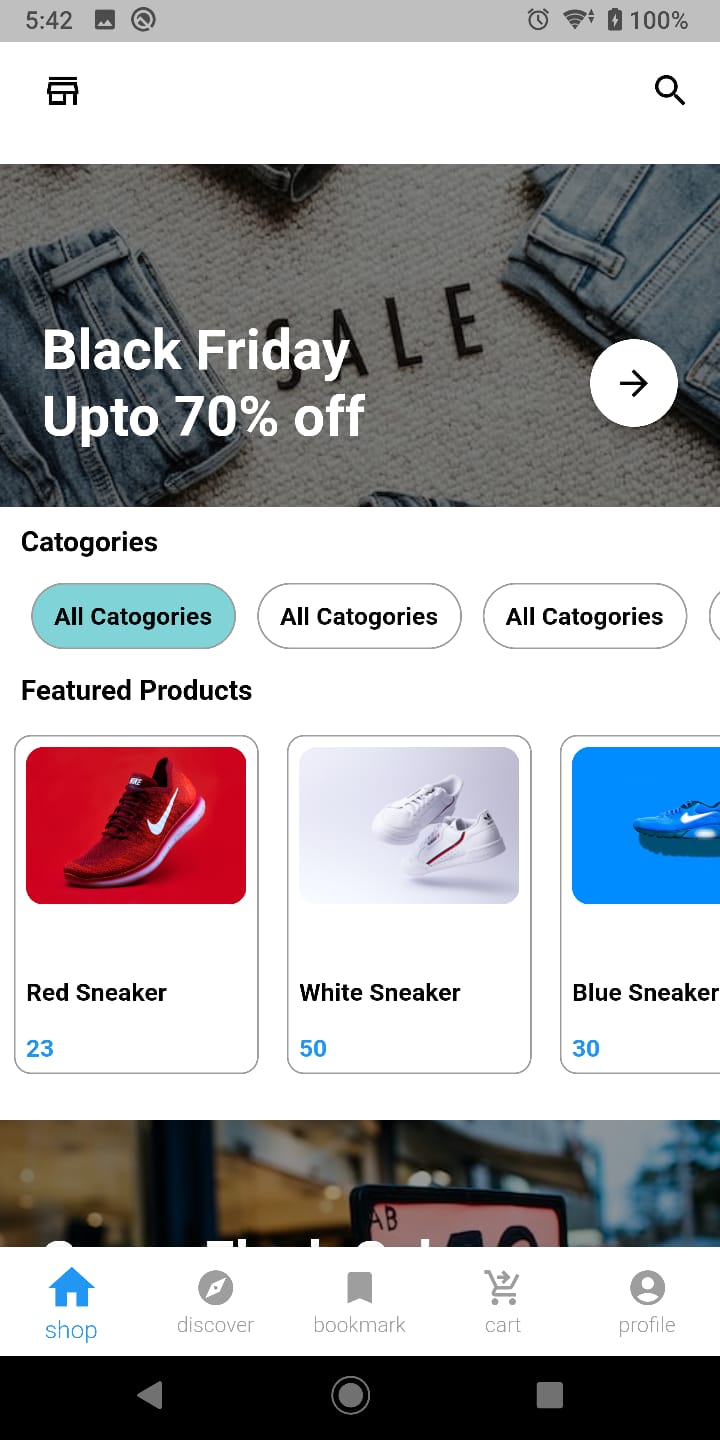 5:42
100%
SALE
Black Friday
Upto 70% off
Catogories
All Catogories
All Catogories
All Catogories
Featured Products
NIKE
Red Sneaker
23
White Sneaker
50
Blue Sneaker
30
AB
shop
discover
bookmark
cart
profile